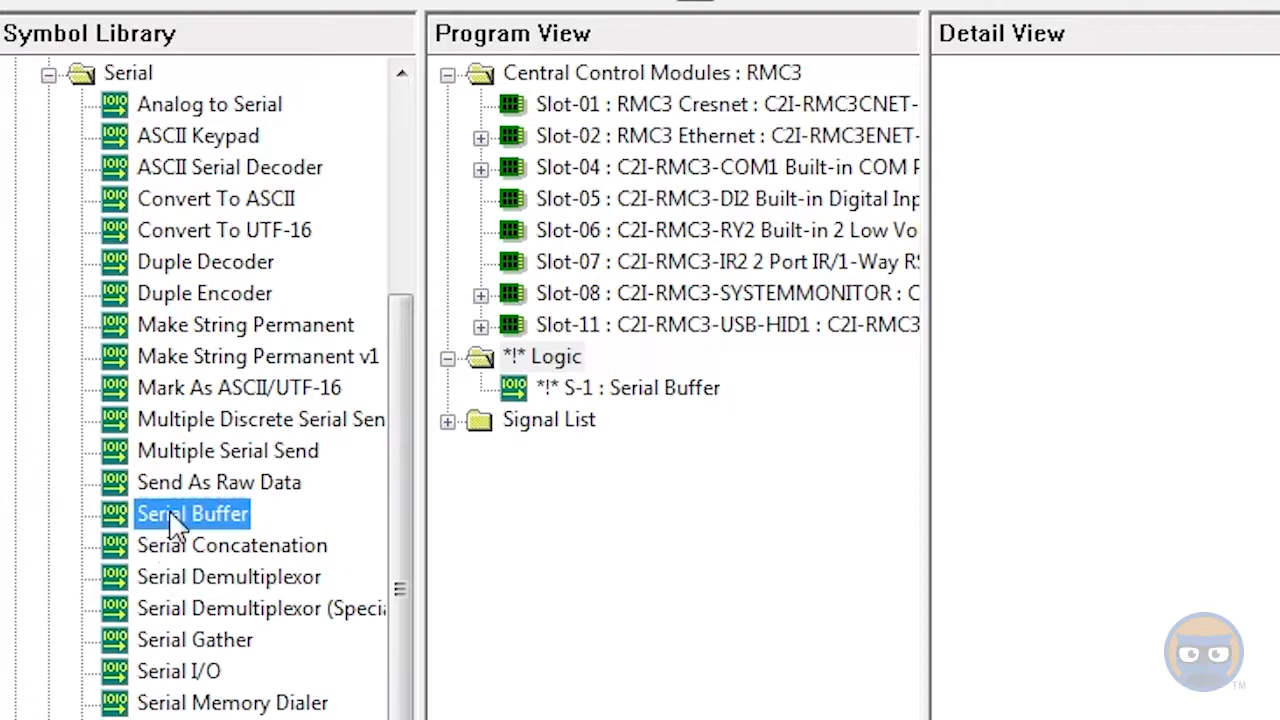 Symbol Library
Serial
Analog to Serial
ASCII Keypad
ASCII Serial Decoder
Convert To ASCII
Convert To UTF-16
Duple Decoder
Duple Encoder
Make String Permanent
Make String Permanent v1
Mark As ASCII/UTF-16
Multiple Discrete Serial Sen
Multiple Serial Send
Send As Raw Data
Serial Buffer
Serial Concatenation
Serial Demultiplexor
Serial Demultiplexor (Specia
Serial Gather
Serial I/O
Serial Memory Dialer
Program View
Central Control Modules : RMC3
Slot-01 : RMC3 Cresnet : C2I-RMC3CNET-
Slot-02 : RMC3 Ethernet : C2I-RMC3ENET-
Slot-04 : C2I-RMC3-COM1 Built-in COM P
Slot-05 : C2I-RMC3-DI2 Built-in Digital Inp
Slot-06 : C2I-RMC3-RY2 Built-in 2 Low Vo
Slot-07 : C2I-RMC3-IR2 2 Port IR/1-Way RS
Slot-08 : C2I-RMC3-SYSTEMMONITOR : C
Slot-11 : C2I-RMC3-USB-HID1 : C2I-RMC3
*!* Logic
*!* S-1 : Serial Buffer
Signal List
Detail View
TM